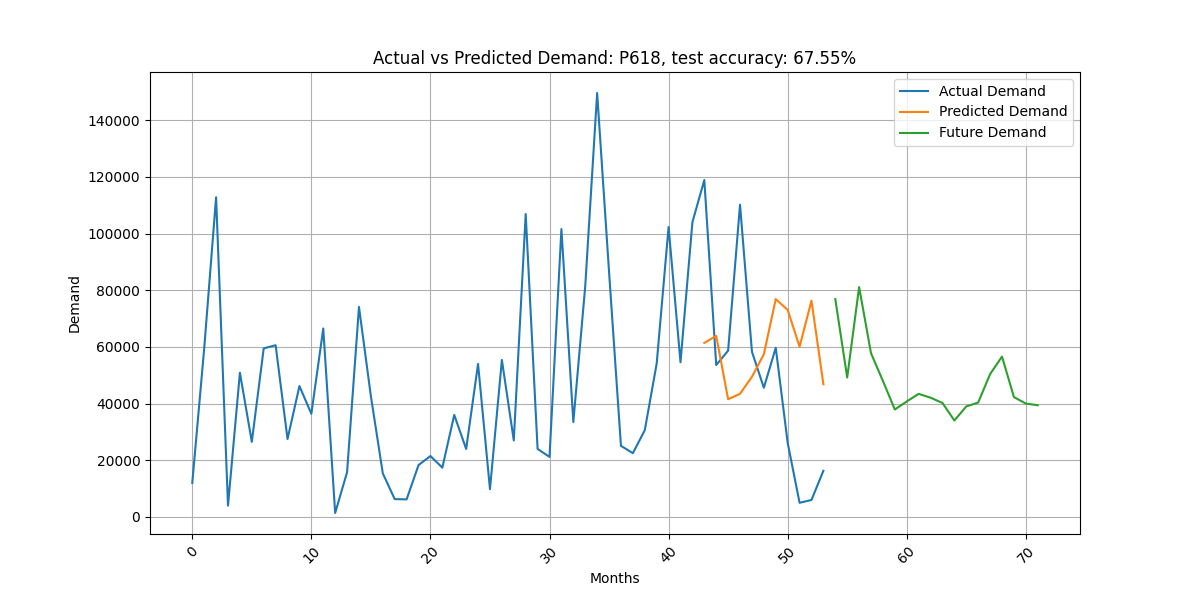 Actual vs Predicted Demand: P618, test accuracy: 67.55%
Actual Demand
Predicted Demand
Future Demand
Demand
140000
120000
100000
80000
60000
40000
20000
0
0 10 20 30 40 50 60 70
Months